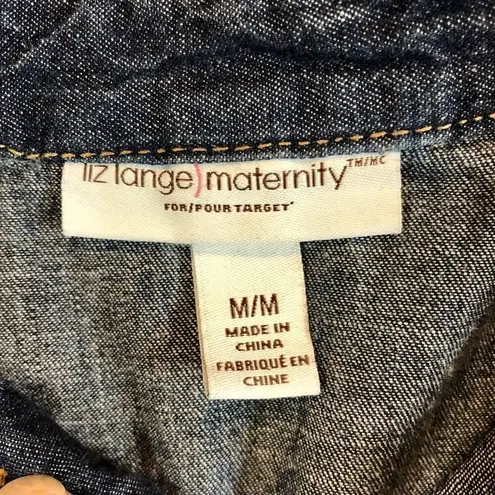 liz lange)maternity TM/MC
FOR/POUR TARGET*
M/M
MADE IN
CHINA
FABRIQUÉ EN
CHINE